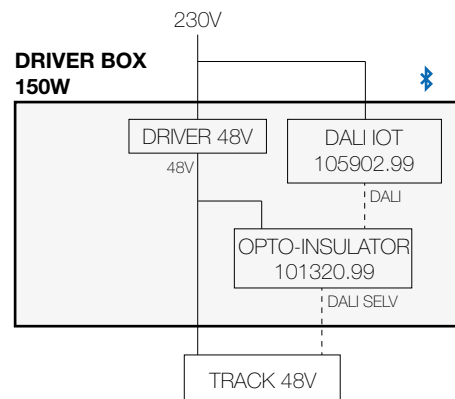 230V
DRIVER BOX
150W
DRIVER 48V
48V
DALI IOT
105902.99
DALI
OPTO-INSULATOR
101320.99
DALI SELV
TRACK 48V